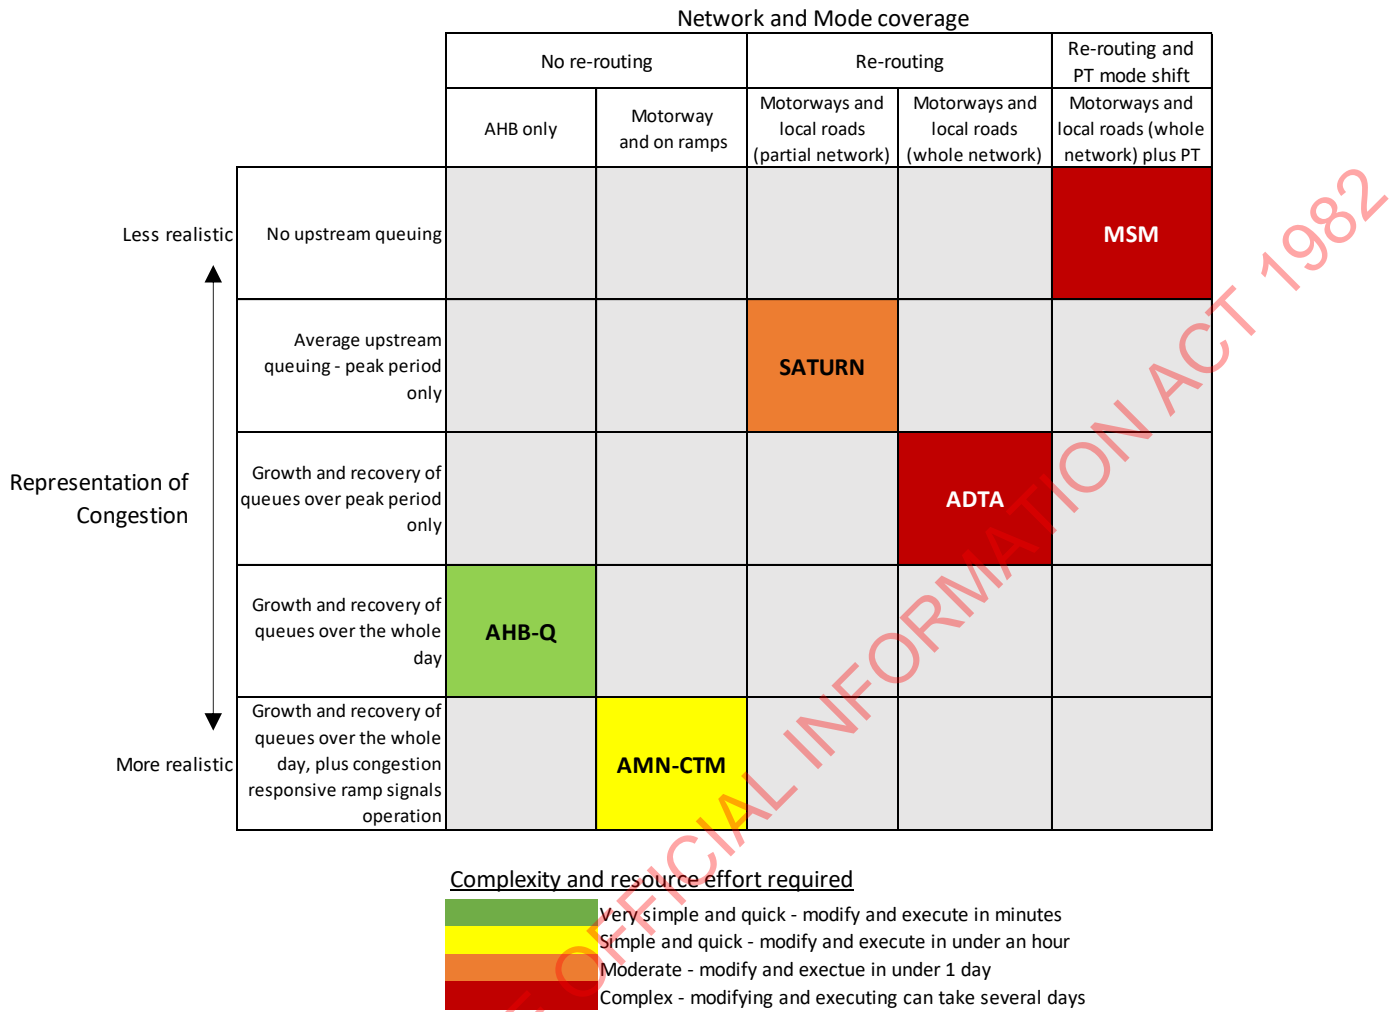 Network and Mode coverage
No re-routing
Re-routing
Re-routing and
PT mode shift
AHB only
Motorway
and on ramps
Motorways and
local roads
(partial network)
Motorways and
local roads
(whole network)
Motorways and
local roads (whole
network) plus PT
Less realistic
No upstream queuing
MSM
Average upstream
queuing - peak period
only
SATURN
Representation of
Congestion
Growth and recovery of
queues over peak period
only
ADTA
Growth and recovery of
queues over the whole
day
AHB-Q
More realistic
Growth and recovery of
queues over the whole
day, plus congestion
responsive ramp signals
operation
AMN-CTM
Complexity and resource effort required
Very simple and quick - modify and execute in minutes
Simple and quick - modify and execute in under an hour
Moderate - modify and exectue in under 1 day
Complex - modifying and executing can take several days
OFFICIAL INFORMATION ACT 1982